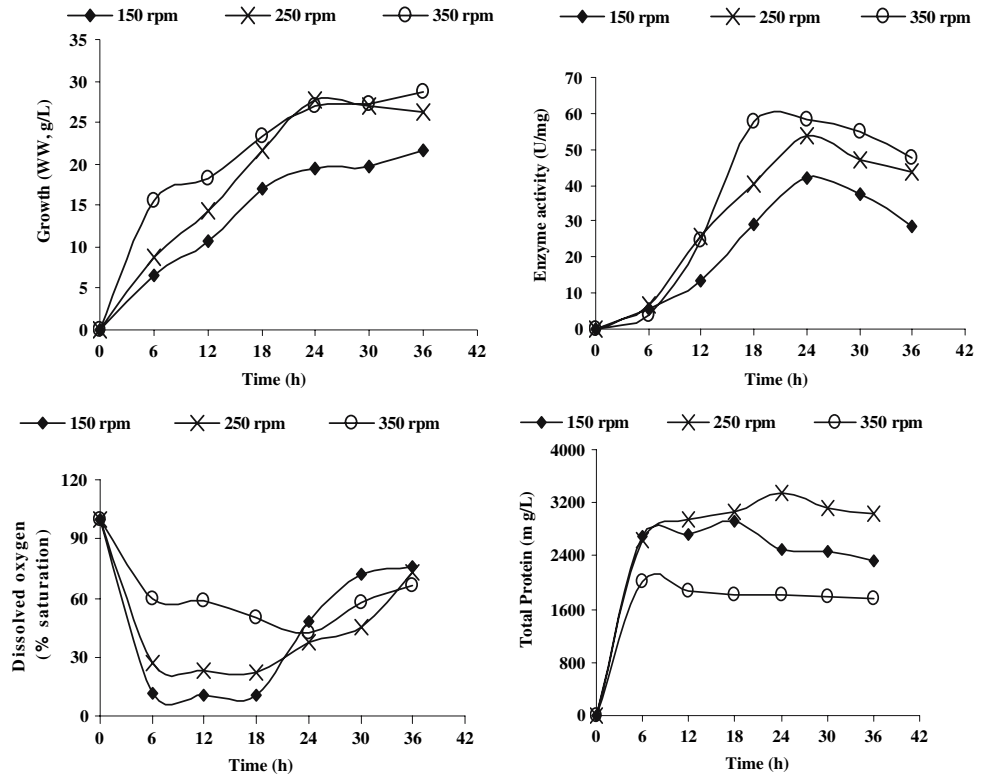 150 rpm 250 rpm 350 rpm
Growth (WW, g/L)
35
30
25
20
15
10
5
0
0 6 12 18 24 30 36 42
Time (h)
150 rpm 250 rpm 350 rpm
Enzyme activity (U/mg)
70
60
50
40
30
20
10
0
0 6 12 18 24 30 36 42
Time (h)
150 rpm 250 rpm 350 rpm
Dissolved oxygen
(% saturation)
120
90
60
30
0
0 6 12 18 24 30 36 42
Time (h)
150 rpm 250 rpm 350 rpm
Total Protein (m g/L)
4000
3200
2400
1600
800
0
0 6 12 18 24 30 36 42
Time (h)